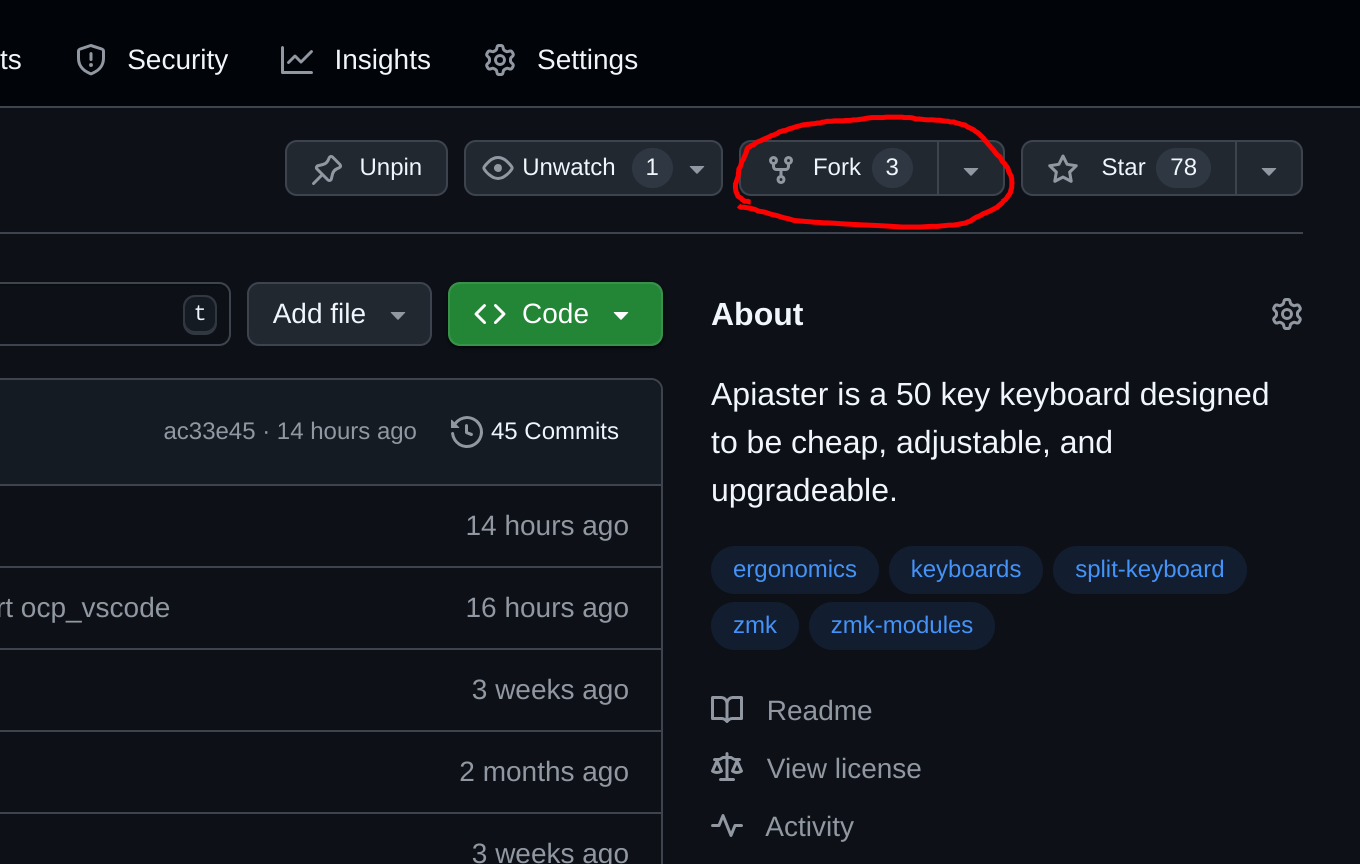 ts Security Insights Settings
Unpin Unwatch 1 Fork 3 Star 78
t Add file Code
About
Apiaster is a 50 key keyboard designed
to be cheap, adjustable, and
upgradeable.
ac33e45 · 14 hours ago 45 Commits
14 hours ago
rt ocp_vscode 16 hours ago
3 weeks ago
2 months ago
3 weeks ago
ergonomics keyboards split-keyboard
zmk zmk-modules
Readme
View license
Activity